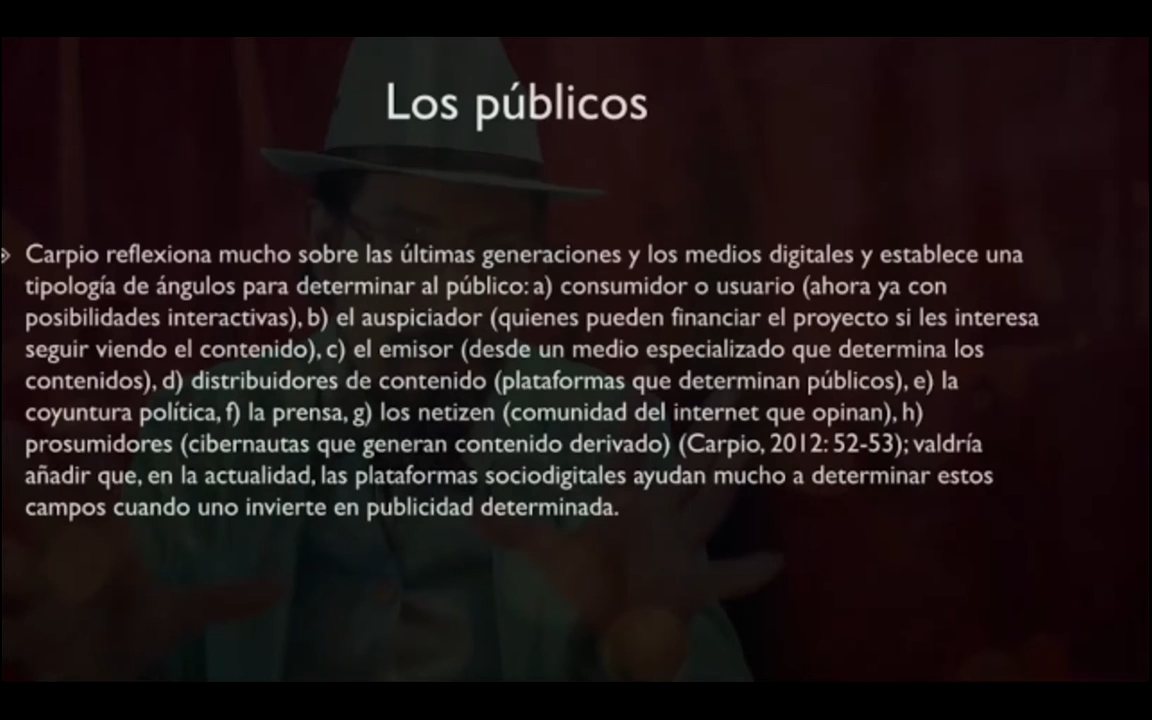 Los públicos
Carpio reflexiona mucho sobre las últimas generaciones y los medios digitales y establece una
tipología de ángulos para determinar al público: a) consumidor o usuario (ahora ya con
posibilidades interactivas), b) el auspiciador (quienes pueden financiar el proyecto si les interesa
seguir viendo el contenido), c) el emisor (desde un medio especializado que determina los
contenidos), d) distribuidores de contenido (plataformas que determinan públicos), e) la
coyuntura política, f) la prensa, g) los netizen (comunidad del internet que opinan), h)
prosumidores (cibernautas que generan contenido derivado) (Carpio, 2012: 52-53); valdría
añadir que, en la actualidad, las plataformas sociodigitales ayudan mucho a determinar estos
campos cuando uno invierte en publicidad determinada.